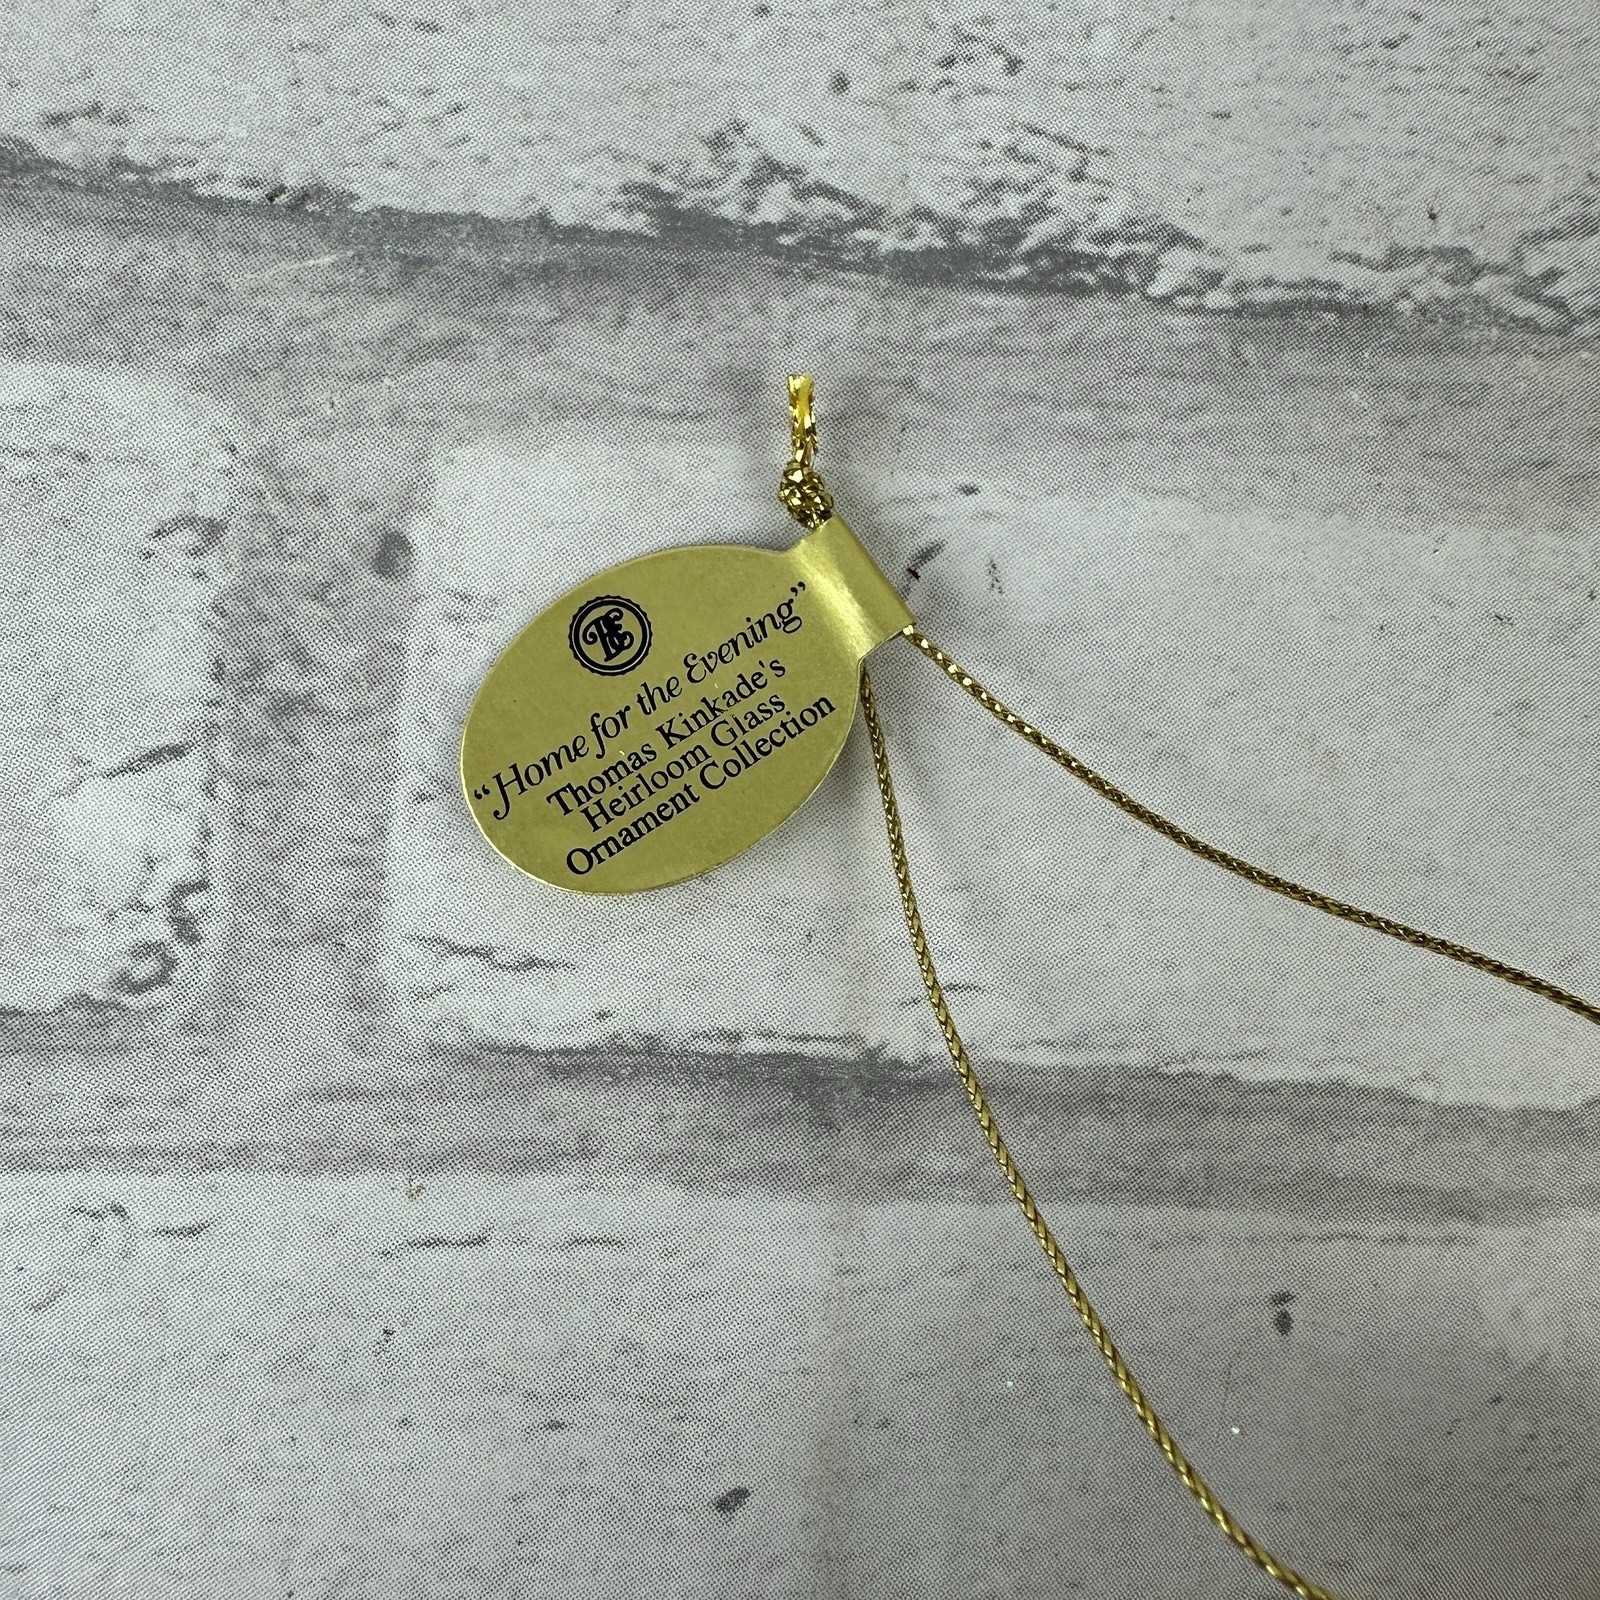 “Home for the Evening”
Thomas Kinkade's
Heirloom Glass
Ornament Collection